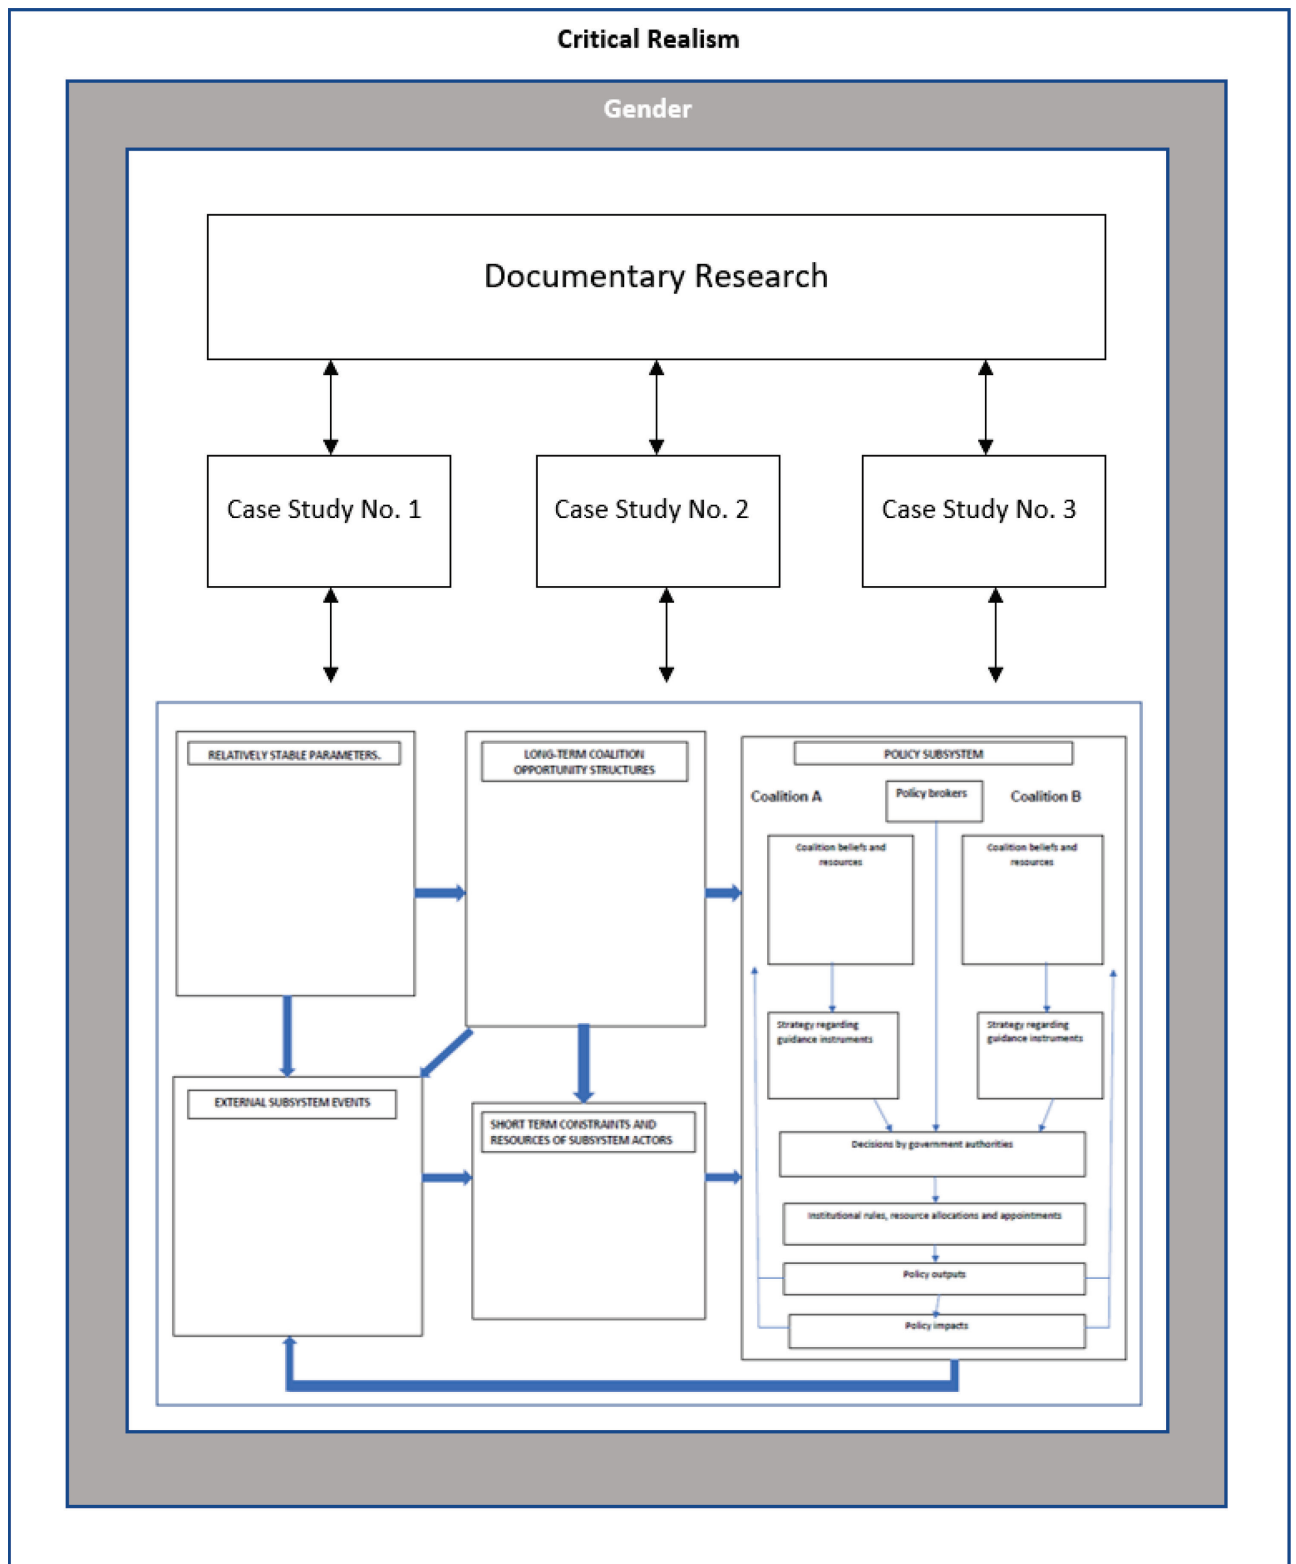 Critical Realism
Gender
Documentary Research
Case Study No. 1
Case Study No. 2
Case Study No. 3
RELATIVELY STABLE PARAMETERS.
LONG-TERM COALITION
OPPORTUNITY STRUCTURES
POLICY SUBSYSTEM
Coalition A
Policy brokers
Coalition B
Coalition beliefs and
resources
Coalition beliefs and
resources
Strategy regarding
guidance instruments
Strategy regarding
guidance instruments
EXTERNAL SUBSYSTEM EVENTS
SHORT TERM CONSTRAINTS AND
RESOURCES OF SUBSYSTEM ACTORS
Decisions by government authorities
Institutional rules, resource allocations and appointments
Policy outputs
Policy impacts